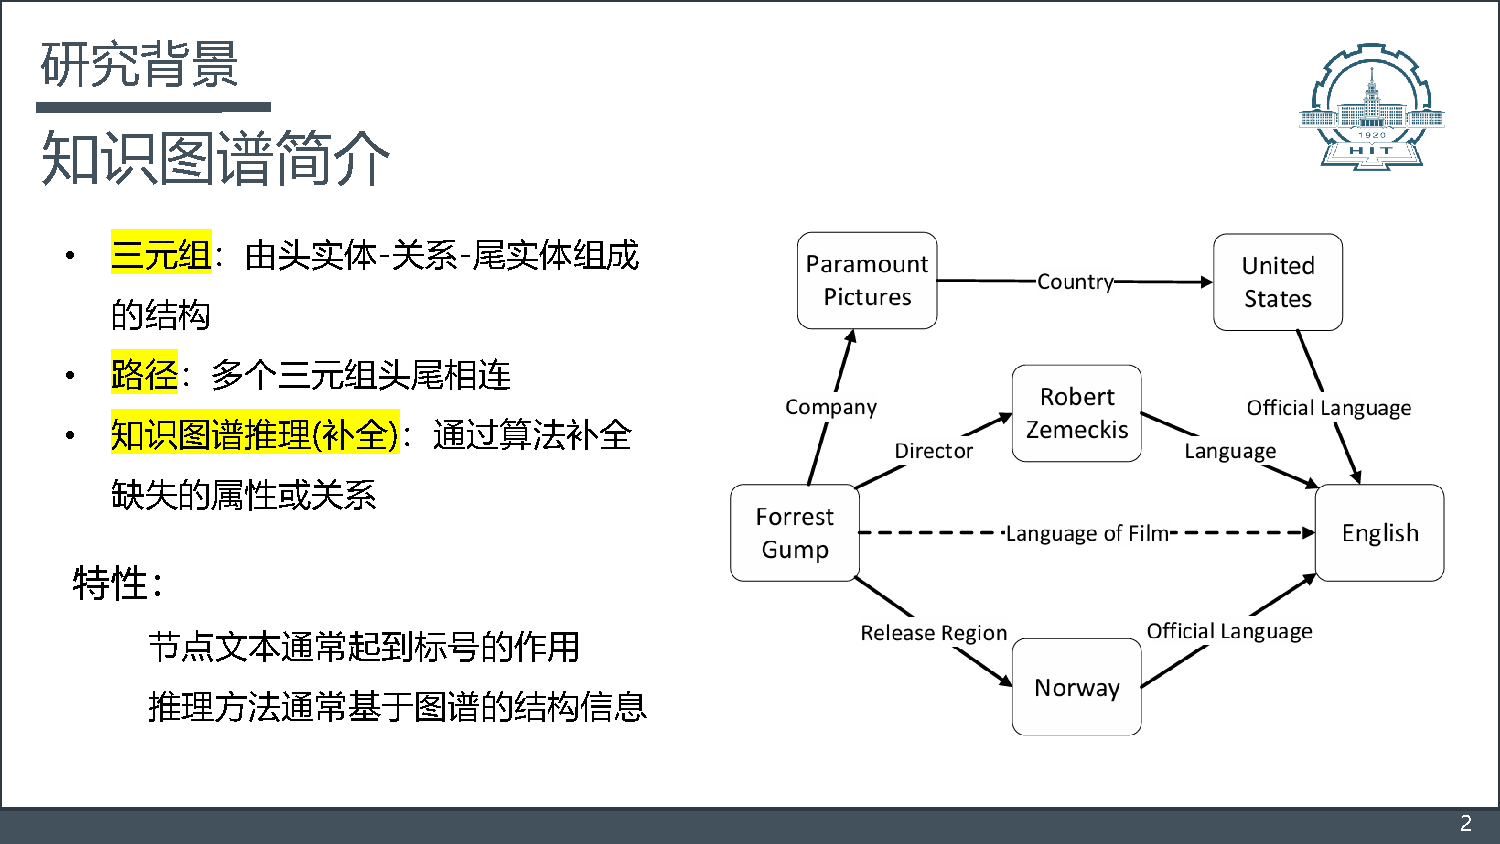 研究背景
知识图谱简介
1920
HIT
• 三元组：由头实体-关系-尾实体组成
的结构
• 路径：多个三元组头尾相连
• 知识图谱推理(补全)：通过算法补全
缺失的属性或关系
特性：
节点文本通常起到标号的作用
推理方法通常基于图谱的结构信息
Paramount
Pictures
Country
United
States
Company
Robert
Zemeckis
Official Language
Director
Language
Forrest
Gump
Language of Film
English
Release Region
Official Language
Norway
2